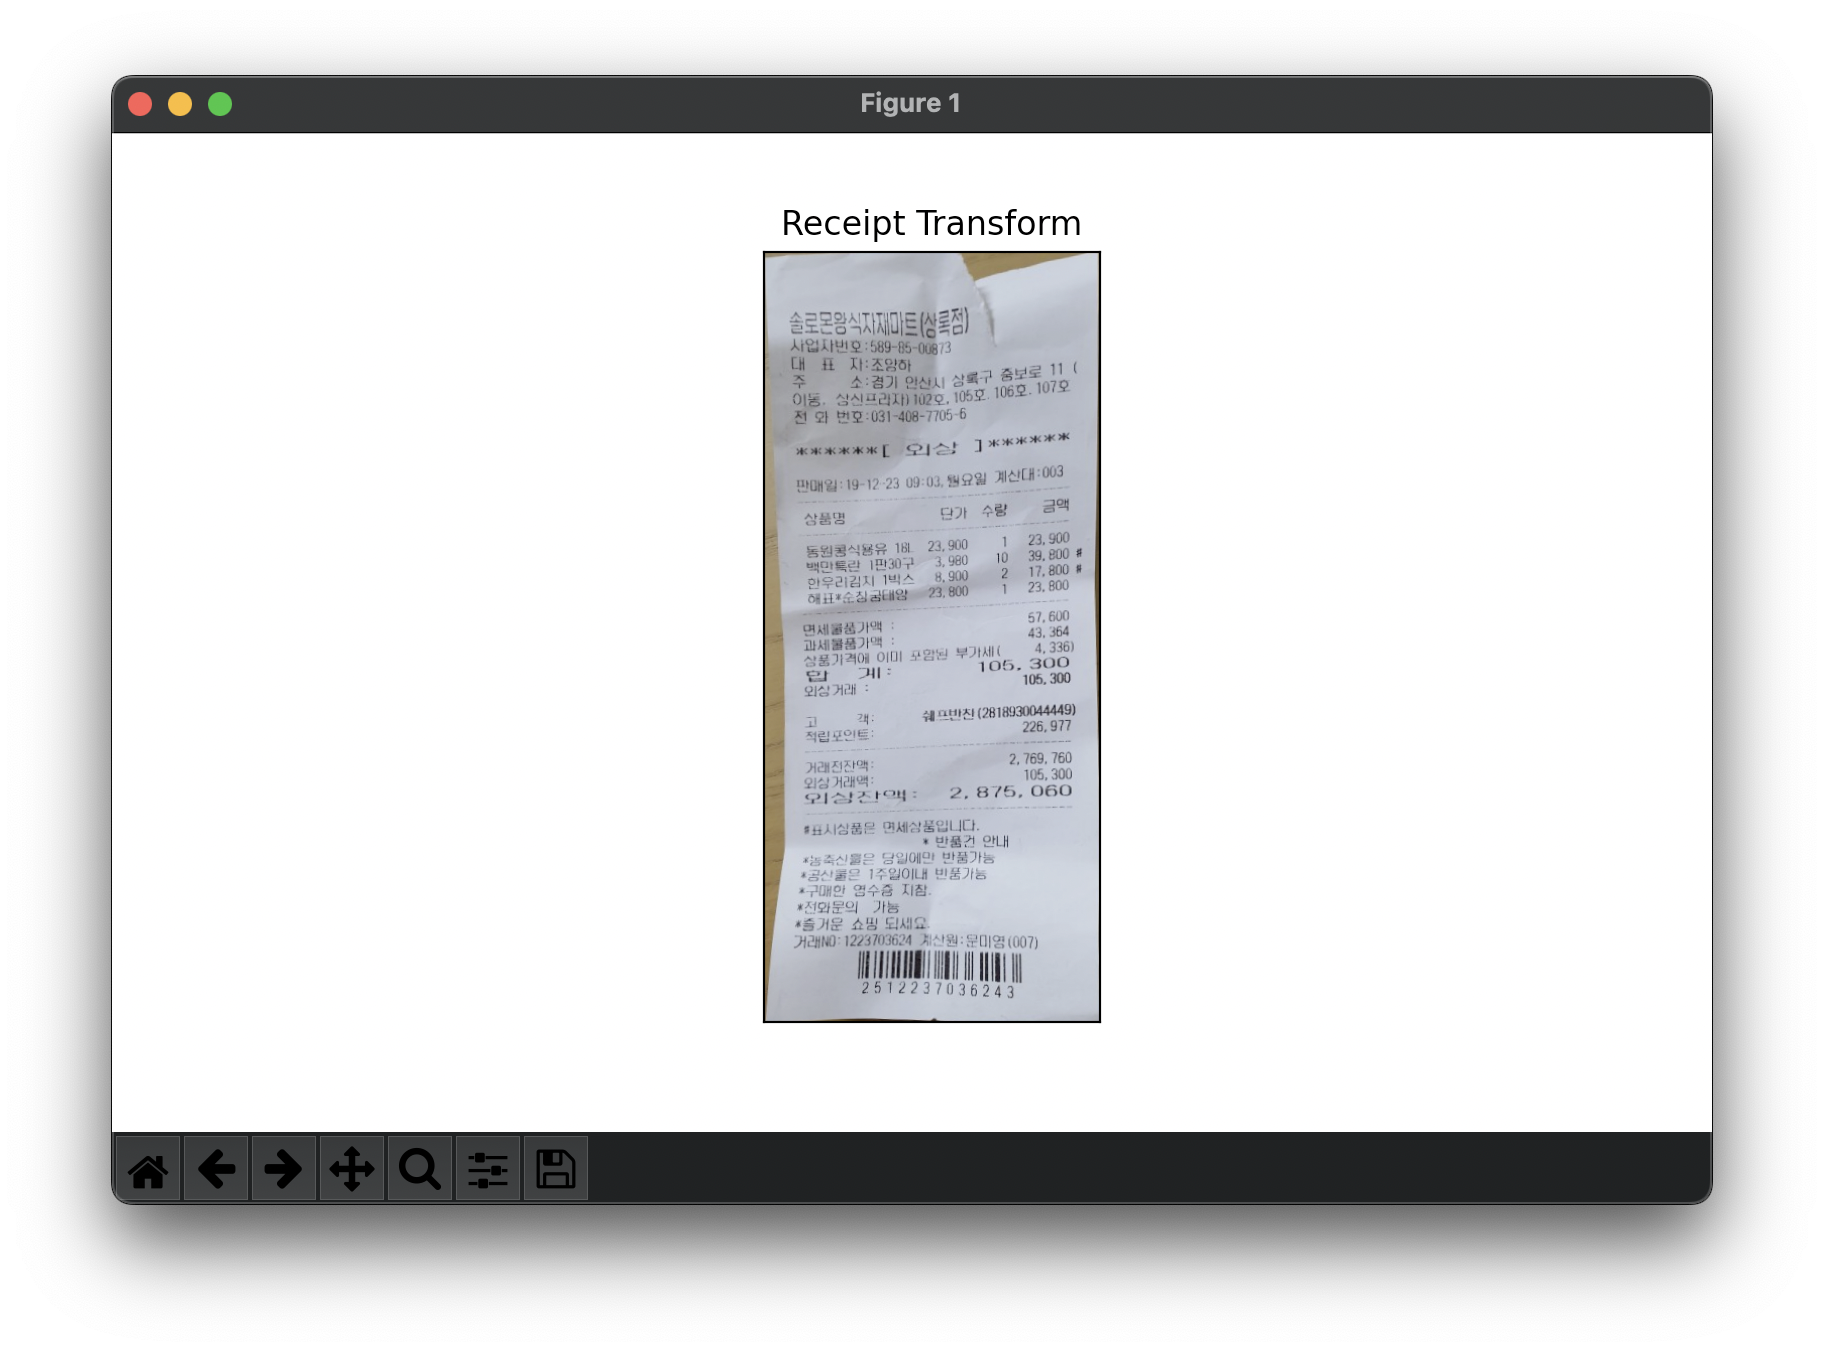 Figure 1
Receipt Transform
솔로몬왕식자재마트(상록점)
사업자번호:589-85-00873
대 표 자:조양하
주 소:경기 안산시 상록구 충보로 11 (
이동, 상신프라자)102호,105호.106호.107호
전 화 번호:031-408-7705-6
******[ 외상 ]******
판매일:19-12-23 09:03,월요일 계산대:003
상품명 단가 수량 금액
동원콩식용유 18L 23,900 1 23,900
백만특란 1판30구 3,980 10 39,800 #
한우리김치 1박스 8,900 2 17,800 #
해표*순창궁태양 23,800 1 23,800
면세물품가액 : 57,600
과세물품가액 : 43,364
상품가격에 이미 포함된 부가세( 4,336)
합 계: 105,300
외상거래 : 105,300
고 객: 쉐프반찬(2818930044449)
적립포인트: 226,977
거래전잔액: 2,769,760
외상거래액: 105,300
외상잔액: 2,875,060
#표시상품은 면세상품입니다.
* 반품건 안내
*농축산물은 당일에만 반품가능
*공산물은 1주일이내 반품가능
*구매한 영수증 지참.
*전화문의 가능
*즐거운 쇼핑 되세요.
거래NO:1223703624 계산원:문미영(007)
2512237036243